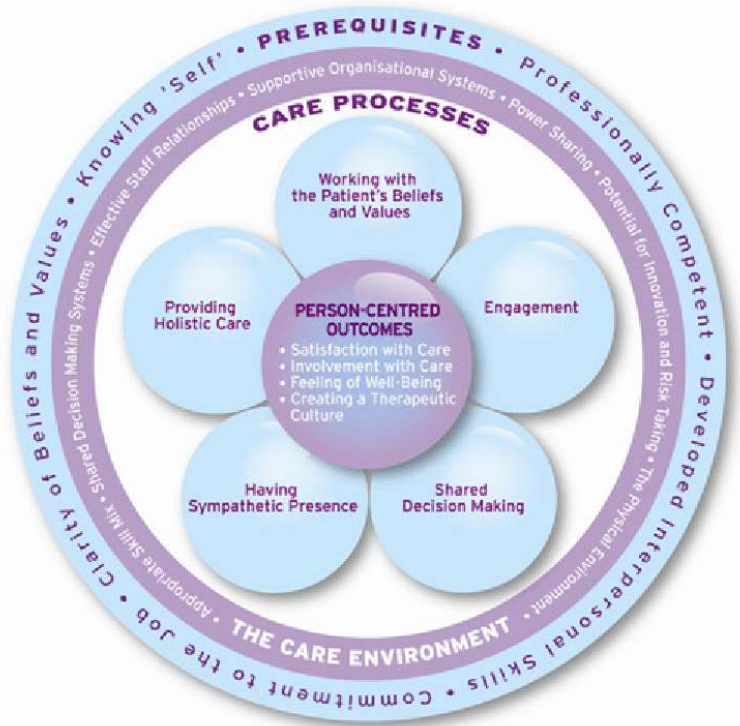 • PREREQUISITES • Professionally Competent • Developed Interpersonal Skills • Commitment to the Job • Clarity of Beliefs and Values • Knowing 'Self'
• THE CARE ENVIRONMENT • Appropriate Skill Mix • Shared Decision Making Systems • Effective Staff Relationships • Supportive Organisational Systems • Power Sharing • Potential for Innovation and Risk Taking • The Physical Environment
CARE PROCESSES
Working with
the Patient's Beliefs
and Values
Providing
Holistic Care
PERSON-CENTRED
OUTCOMES
• Satisfaction with Care
• Involvement with Care
• Feeling of Well-Being
• Creating a Therapeutic
Culture
Engagement
Having
Sympathetic Presence
Shared
Decision Making